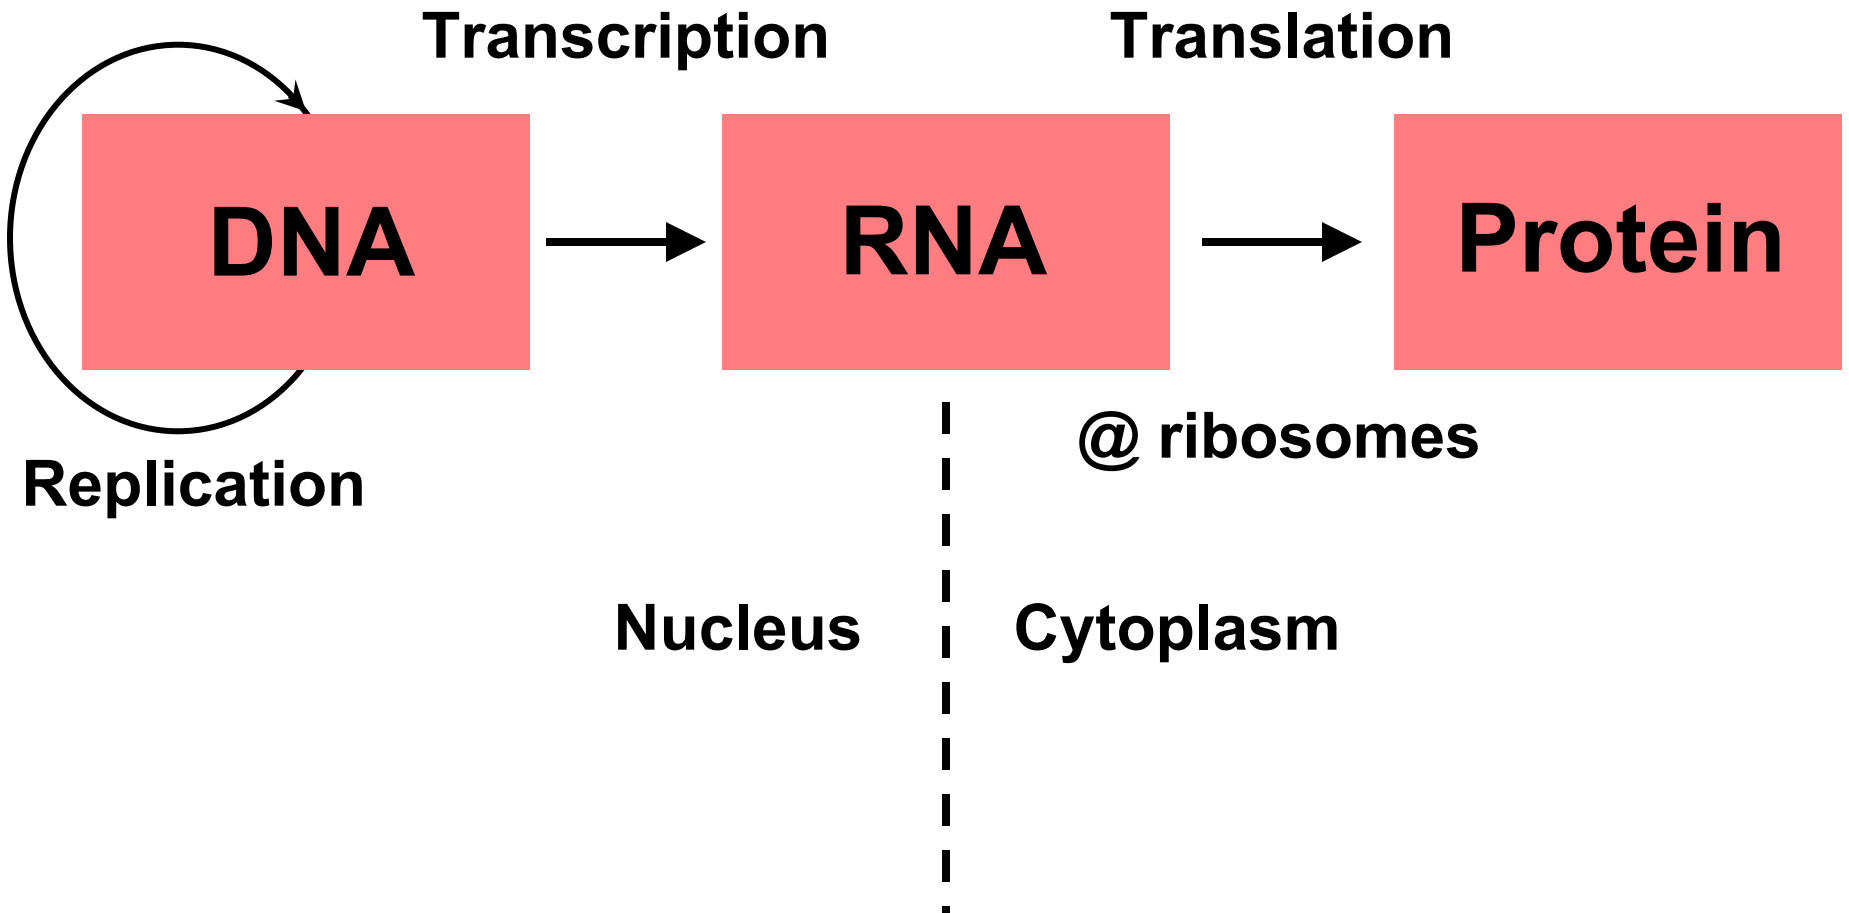 Transcription
Translation
DNA
RNA
Protein
@ ribosomes
Replication
Nucleus
Cytoplasm